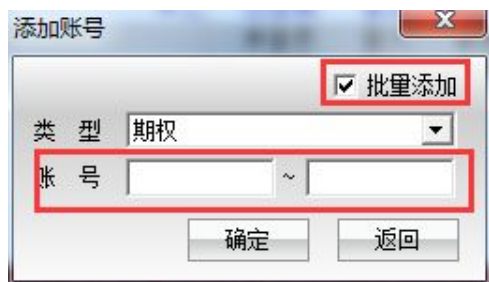 添加账号
批量添加
类 型 期权
账 号 ~
确定 返回